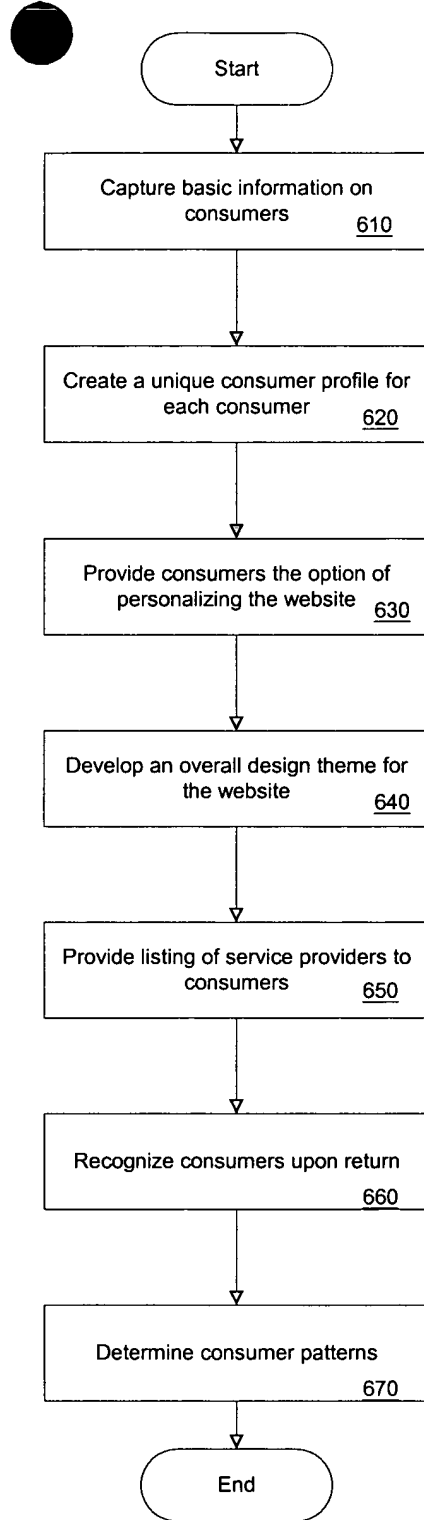 Start
Capture basic information on
consumers
610
Create a unique consumer profile for
each consumer
620
Provide consumers the option of
personalizing the website
630
Develop an overall design theme for
the website
640
Provide listing of service providers to
consumers
650
Recognize consumers upon return
660
Determine consumer patterns
670
End